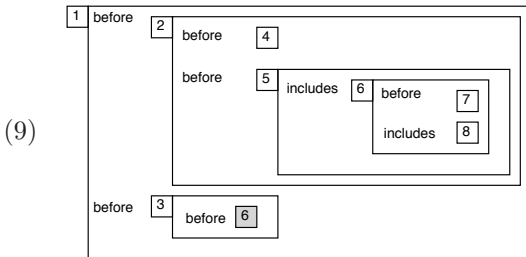 1 before 2
before 4
before 5 includes 6 before 7
includes 8
(9)
before 3
before 6